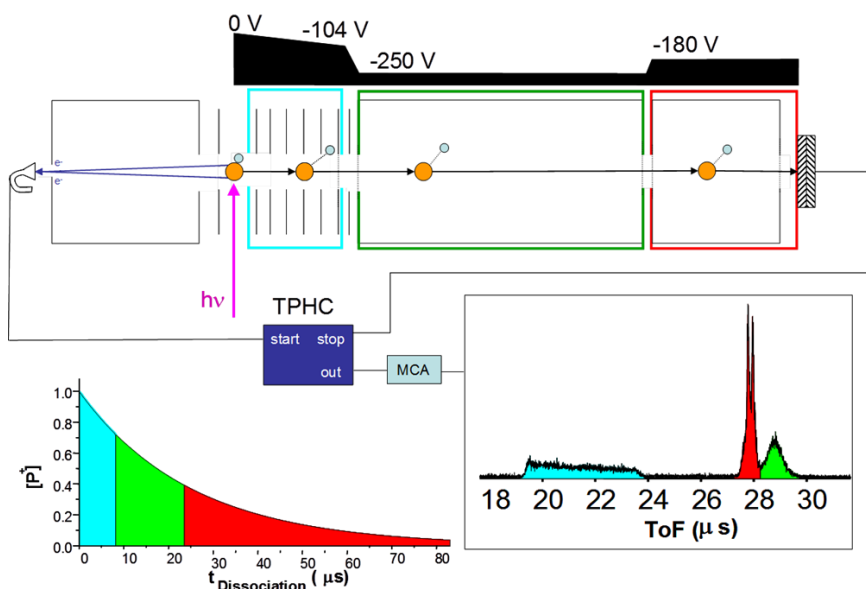 0 V
-104 V
-250 V
-180 V
e-
e-
hν
TPHC
start stop
out
MCA
1.0
0.8
0.6
0.4
0.2
0.0
[P+]
0 10 20 30 40 50 60 70 80
t Dissociation ( μs)
18 20 22 24 26 28 30
ToF (μ s)